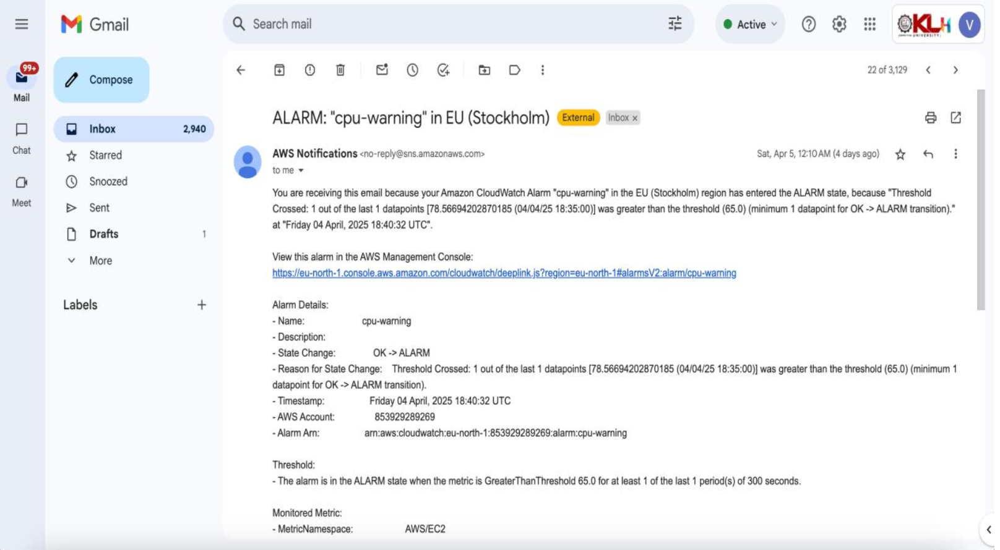 Gmail
Search mail
Active
KLH
UNIVERSITY
V
99+
Mail
Chat
Meet
Compose
Inbox 2,940
Starred
Snoozed
Sent
Drafts 1
More
Labels
22 of 3,129
ALARM: "cpu-warning" in EU (Stockholm) External Inbox x
AWS Notifications <no-reply@sns.amazonaws.com> Sat, Apr 5, 12:10 AM (4 days ago)
to me
You are receiving this email because your Amazon CloudWatch Alarm "cpu-warning" in the EU (Stockholm) region has entered the ALARM state, because "Threshold
Crossed: 1 out of the last 1 datapoints [78.56694202870185 (04/04/25 18:35:00)] was greater than the threshold (65.0) (minimum 1 datapoint for OK -> ALARM transition)."
at "Friday 04 April, 2025 18:40:32 UTC".
View this alarm in the AWS Management Console:
https://eu-north-1.console.aws.amazon.com/cloudwatch/deeplink.js?region=eu-north-1#alarmsV2:alarm/cpu-warning
Alarm Details:
- Name: cpu-warning
- Description:
- State Change: OK -> ALARM
- Reason for State Change: Threshold Crossed: 1 out of the last 1 datapoints [78.56694202870185 (04/04/25 18:35:00)] was greater than the threshold (65.0) (minimum 1
datapoint for OK -> ALARM transition).
- Timestamp: Friday 04 April, 2025 18:40:32 UTC
- AWS Account: 853929289269
- Alarm Arn: arn:aws:cloudwatch:eu-north-1:853929289269:alarm:cpu-warning
Threshold:
- The alarm is in the ALARM state when the metric is GreaterThanThreshold 65.0 for at least 1 of the last 1 period(s) of 300 seconds.
Monitored Metric:
- MetricNamespace: AWS/EC2